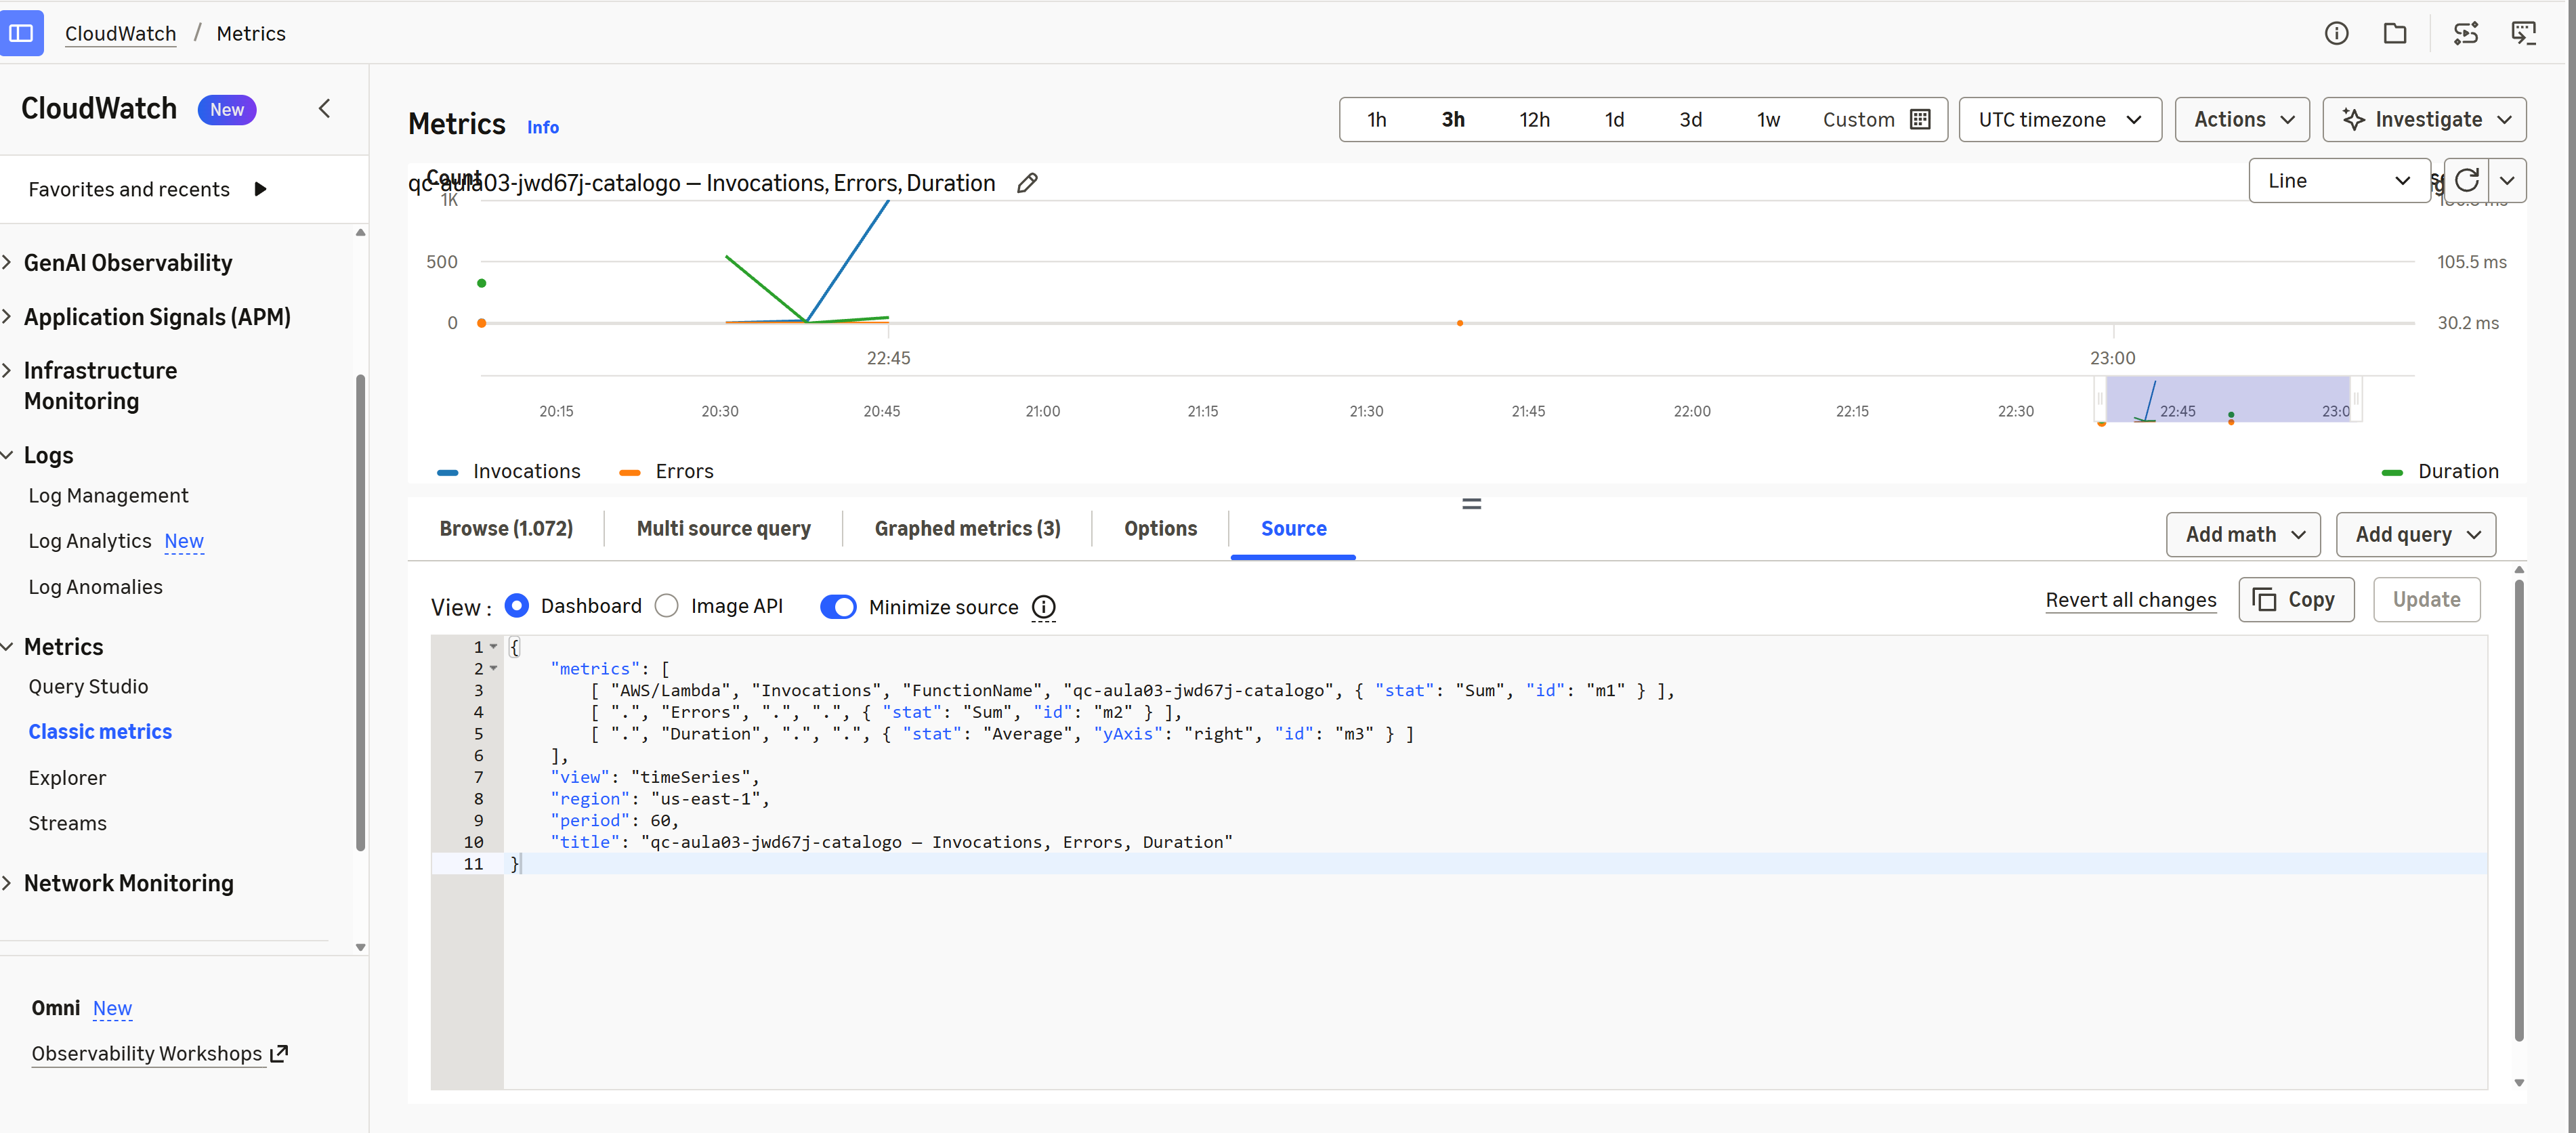 CloudWatch / Metrics
CloudWatch New
Favorites and recents
GenAI Observability
Application Signals (APM)
Infrastructure
Monitoring
Logs
Log Management
Log Analytics New
Log Anomalies
Metrics
Query Studio
Classic metrics
Explorer
Streams
Network Monitoring
Omni New
Observability Workshops
Metrics Info
1h 3h 12h 1d 3d 1w Custom UTC timezone Actions Investigate
Count
qc-aula03-jwd67j-catalogo – Invocations, Errors, Duration
Line
1K
500 105.5 ms
0 30.2 ms
22:45 23:00
20:15 20:30 20:45 21:00 21:15 21:30 21:45 22:00 22:15 22:30 22:45 23:0
Invocations Errors Duration
Browse (1.072) Multi source query Graphed metrics (3) Options Source Add math Add query
View : Dashboard Image API Minimize source Revert all changes Copy Update
1 {
2 "metrics": [
3 [ "AWS/Lambda", "Invocations", "FunctionName", "qc-aula03-jwd67j-catalogo", { "stat": "Sum", "id": "m1" } ],
4 [ ".", "Errors", ".", ".", { "stat": "Sum", "id": "m2" } ],
5 [ ".", "Duration", ".", ".", { "stat": "Average", "yAxis": "right", "id": "m3" } ]
6 ],
7 "view": "timeSeries",
8 "region": "us-east-1",
9 "period": 60,
10 "title": "qc-aula03-jwd67j-catalogo – Invocations, Errors, Duration"
11 }